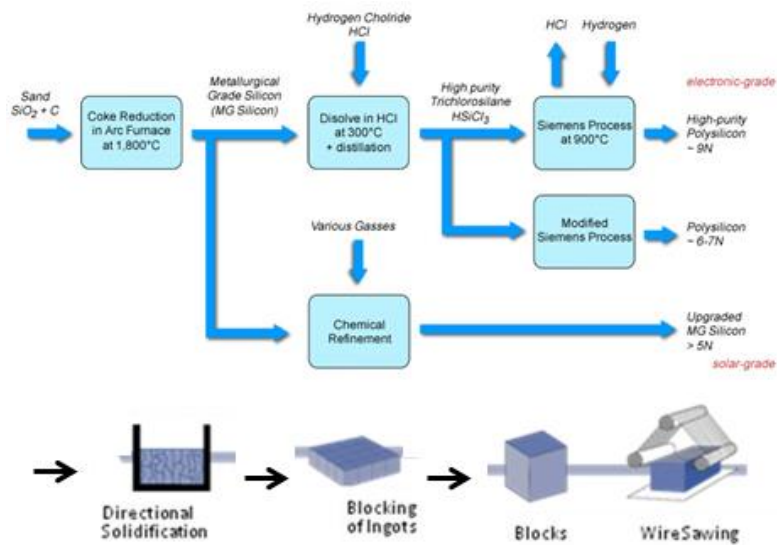 Hydrogen Cholride
HCl
HCl
Hydrogen
Sand
SiO2 + C
Metallurgical
Grade Silicon
(MG Silicon)
High purity
Trichlorosilane
HSiCl3
electronic-grade
Coke Reduction
in Arc Furnace
at 1,800°C
Disolve in HCl
at 300°C
+ distillation
Siemens Process
at 900°C
High-purity
Polysilicon
~ 9N
Various Gasses
Modified
Siemens Process
Polysilicon
~ 6-7N
Chemical
Refinement
Upgraded
MG Silicon
> 5N
solar-grade
Directional
Solidification
Blocking
of Ingots
Blocks
WireSawing